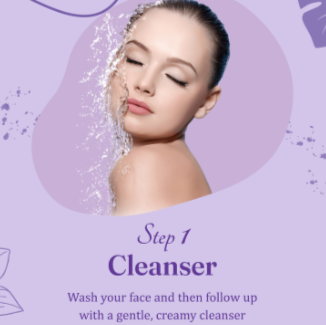 Step 1
Cleanser
Wash your face and then follow up
with a gentle, creamy cleanser